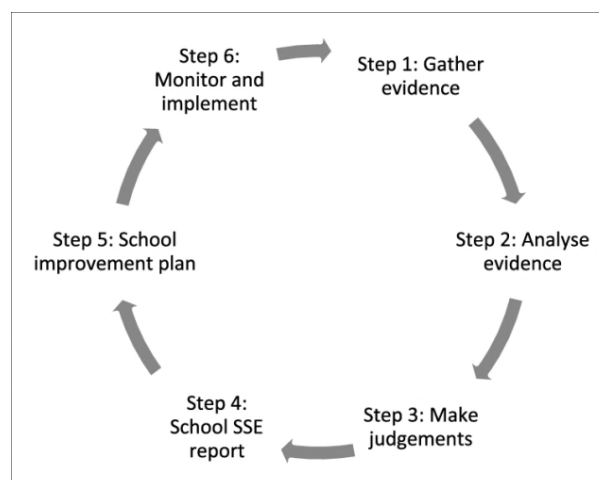 Step 1: Gather
evidence
Step 2: Analyse
evidence
Step 3: Make
judgements
Step 4:
School SSE
report
Step 5: School
improvement plan
Step 6:
Monitor and
implement